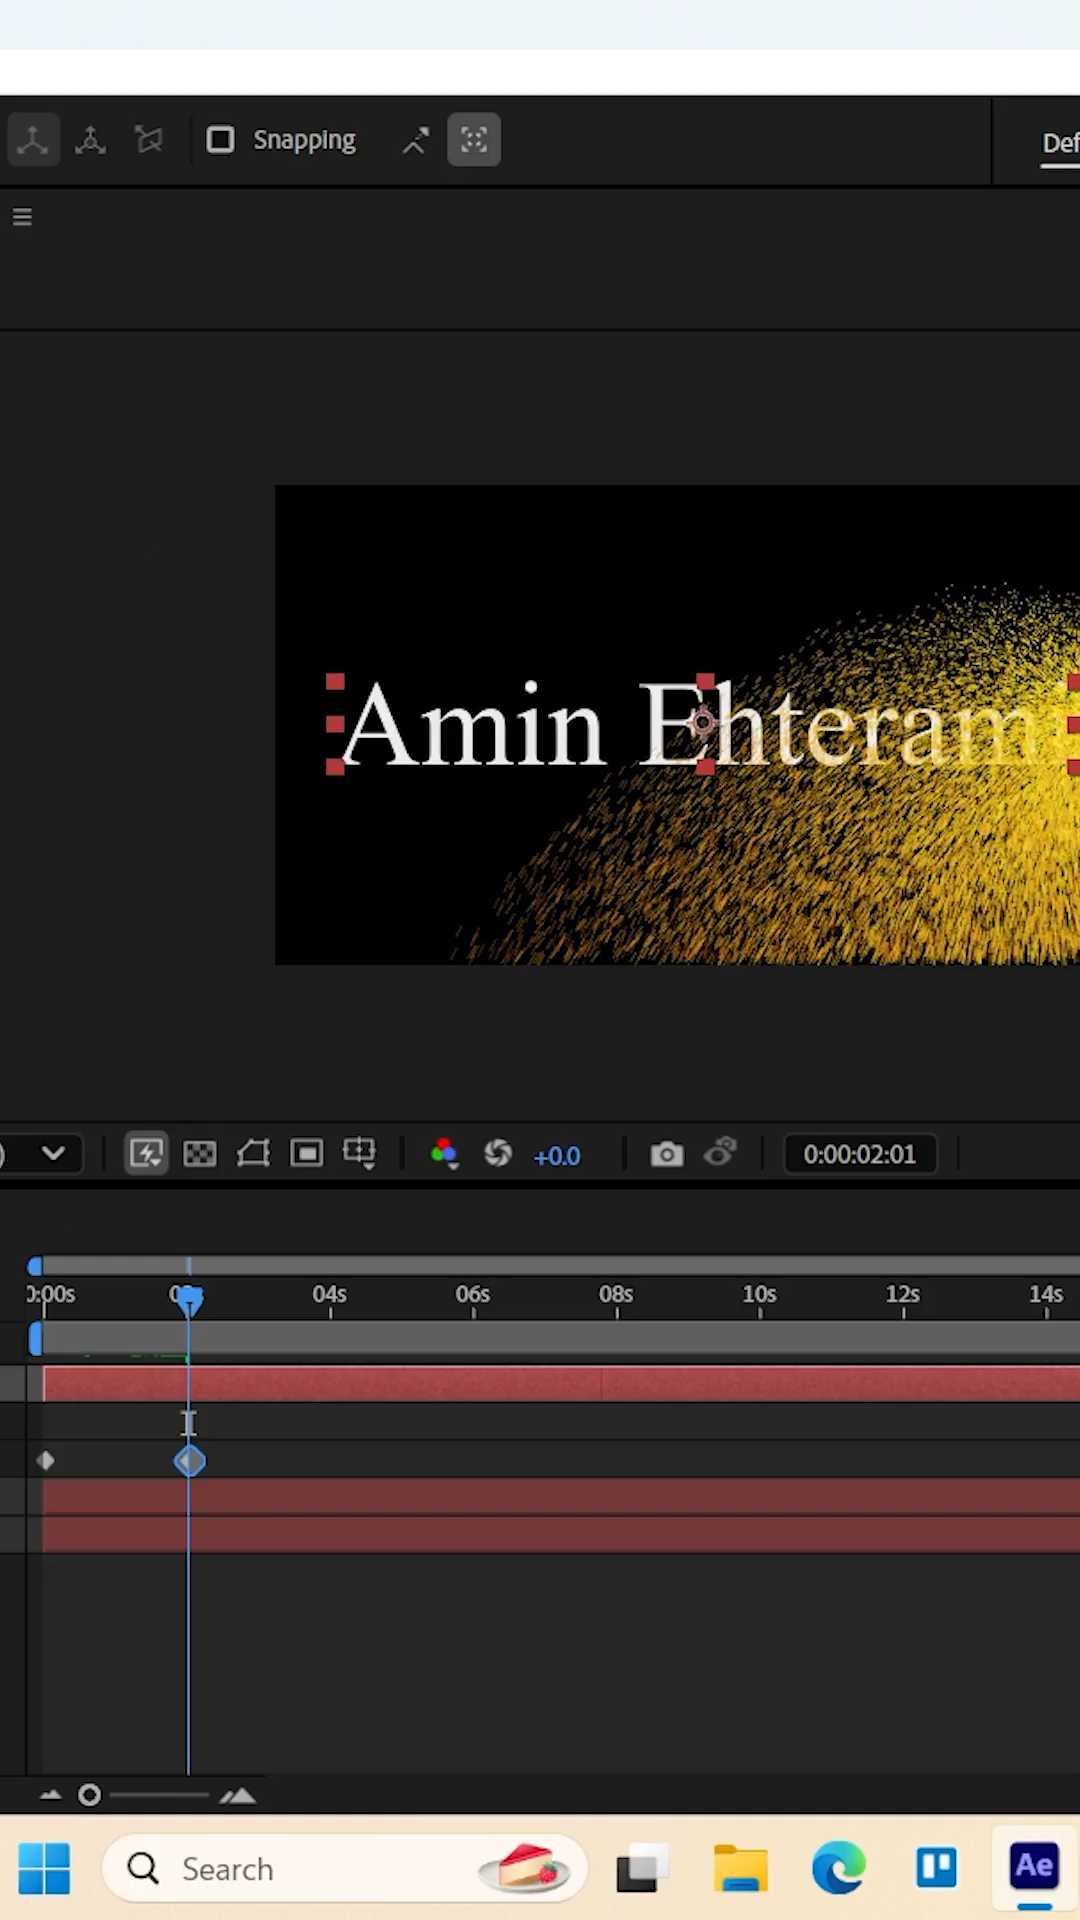 Snapping
Def
Amin Ehteram
+0.0
0:00:02:01
0:00s
04s
06s
08s
10s
12s
14s
Search
Ae